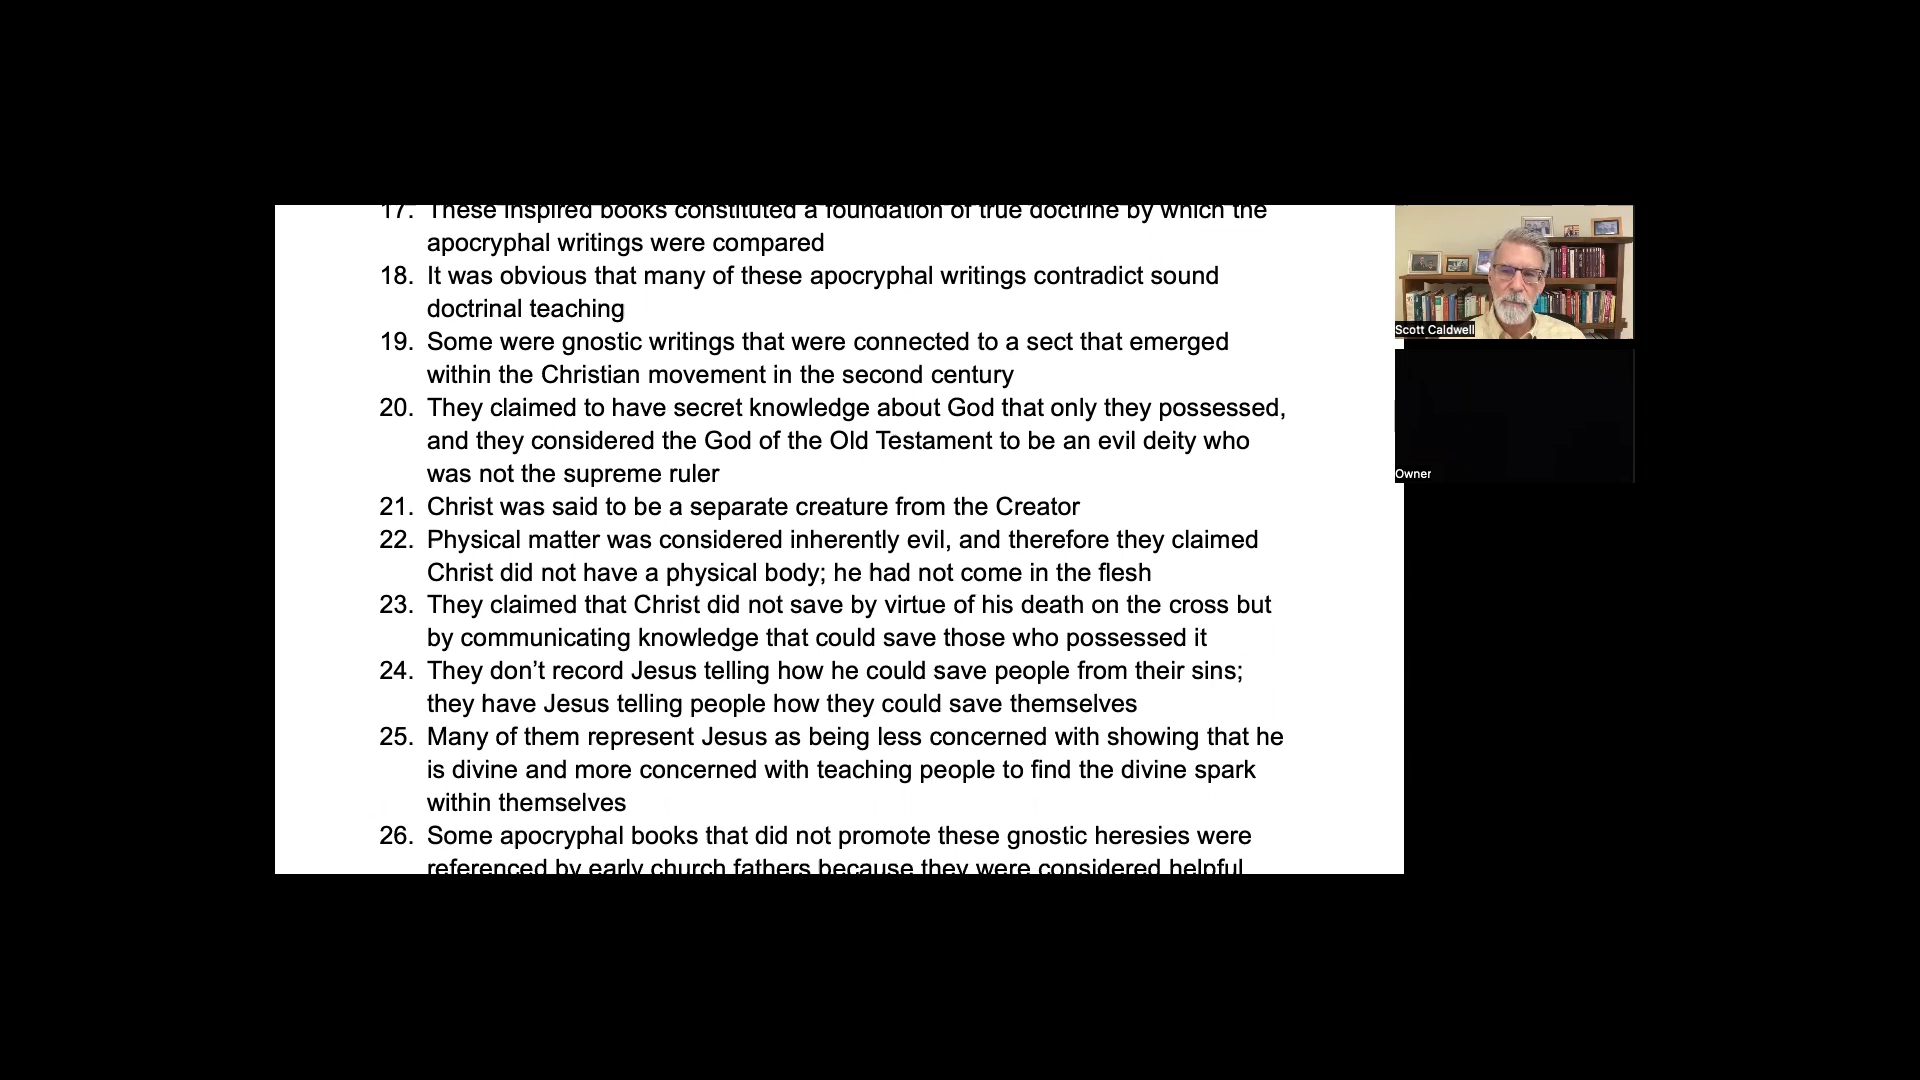 17. These inspired books constituted a foundation of true doctrine by which the
apocryphal writings were compared
18. It was obvious that many of these apocryphal writings contradict sound
doctrinal teaching
19. Some were gnostic writings that were connected to a sect that emerged
within the Christian movement in the second century
20. They claimed to have secret knowledge about God that only they possessed,
and they considered the God of the Old Testament to be an evil deity who
was not the supreme ruler
21. Christ was said to be a separate creature from the Creator
22. Physical matter was considered inherently evil, and therefore they claimed
Christ did not have a physical body; he had not come in the flesh
23. They claimed that Christ did not save by virtue of his death on the cross but
by communicating knowledge that could save those who possessed it
24. They don’t record Jesus telling how he could save people from their sins;
they have Jesus telling people how they could save themselves
25. Many of them represent Jesus as being less concerned with showing that he
is divine and more concerned with teaching people to find the divine spark
within themselves
26. Some apocryphal books that did not promote these gnostic heresies were
referenced by early church fathers because they were considered helpful
Scott Caldwell
Owner